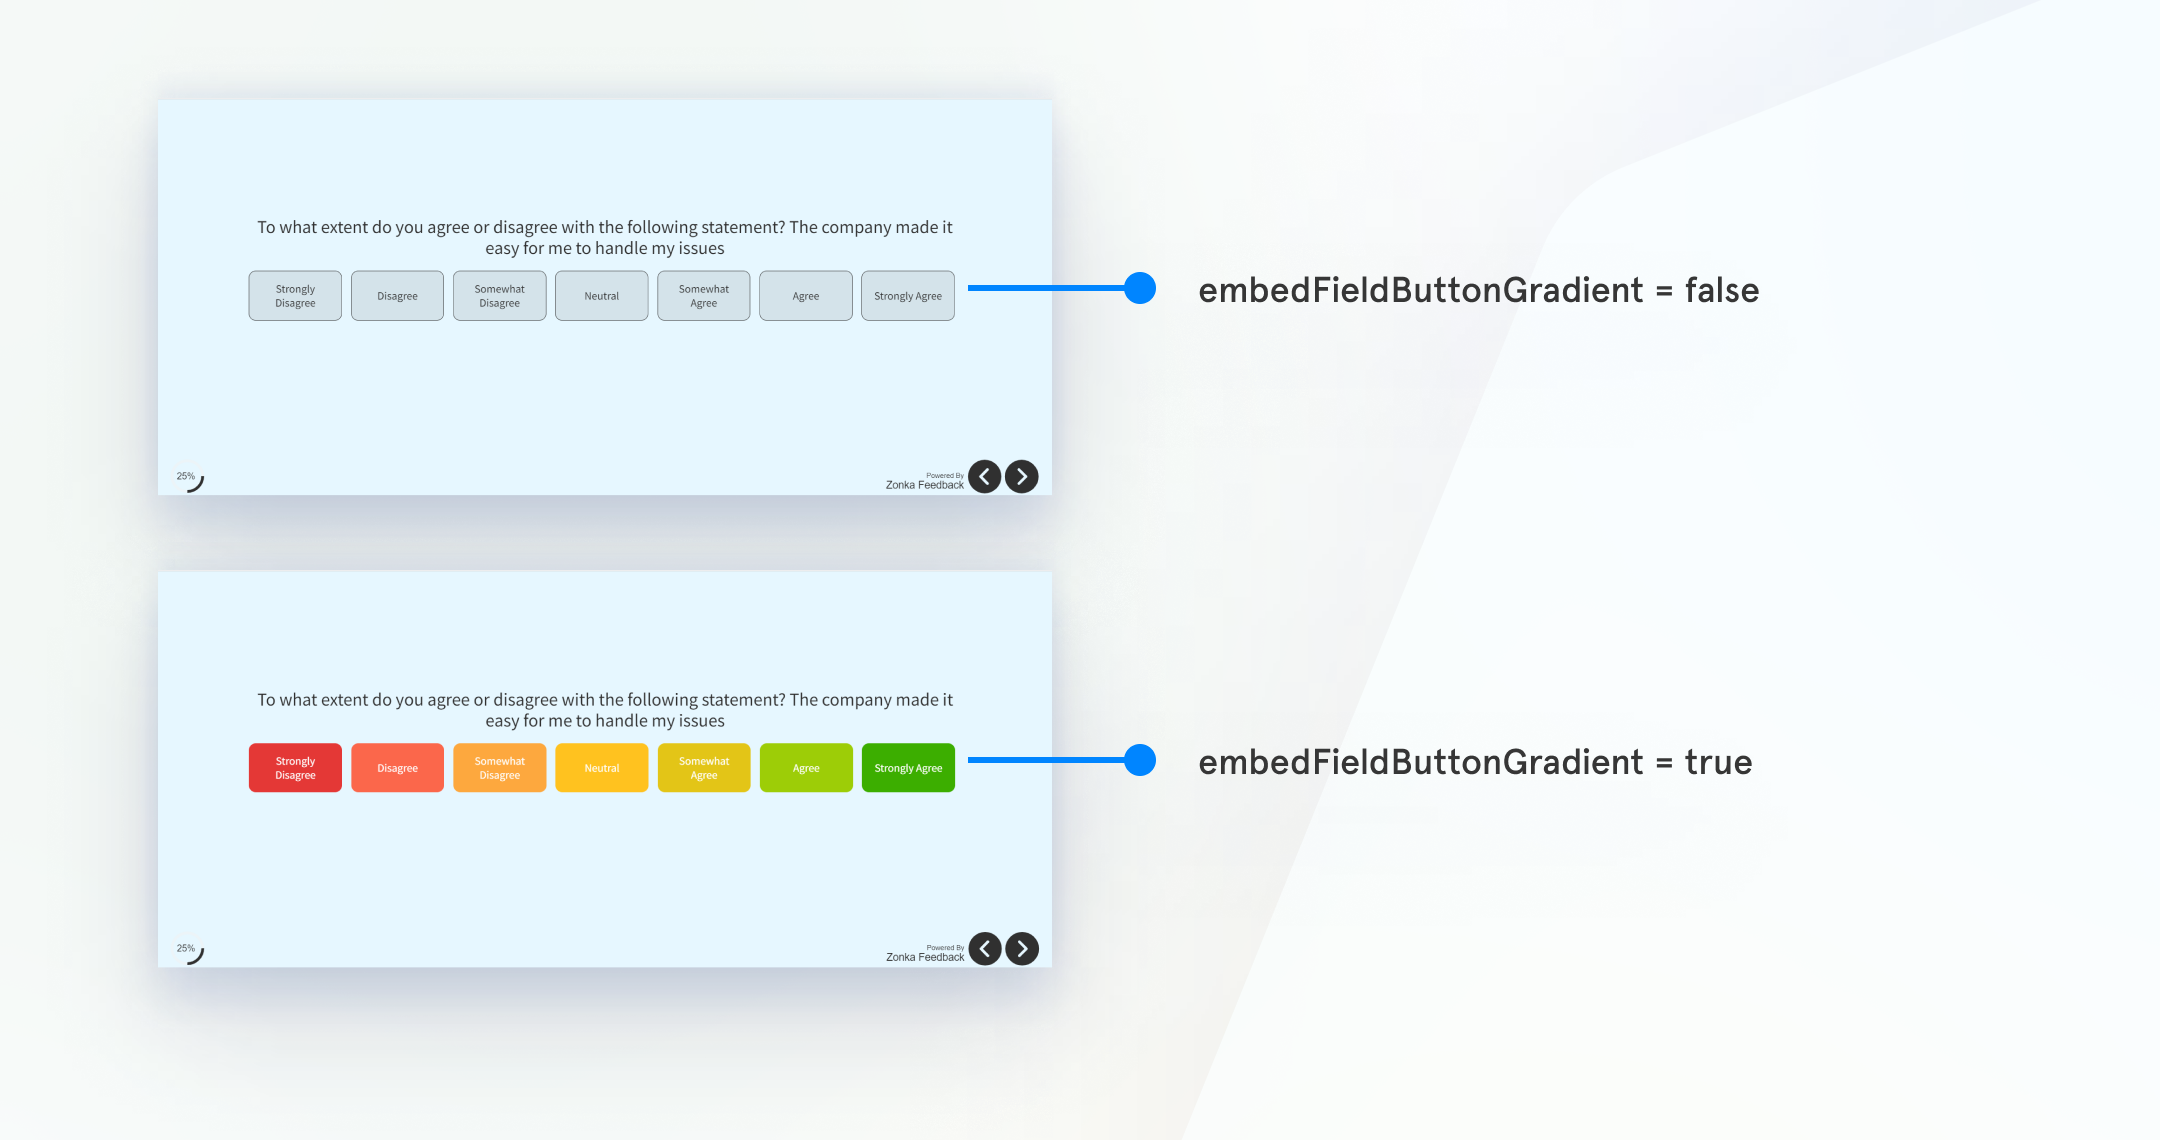 To what extent do you agree or disagree with the following statement? The company made it
easy for me to handle my issues
Strongly
Disagree
Disagree
Somewhat
Disagree
Neutral
Somewhat
Agree
Agree
Strongly Agree
embedFieldButtonGradient = false
25%
Powered By
Zonka Feedback
To what extent do you agree or disagree with the following statement? The company made it
easy for me to handle my issues
Strongly
Disagree
Disagree
Somewhat
Disagree
Neutral
Somewhat
Agree
Agree
Strongly Agree
embedFieldButtonGradient = true
25%
Powered By
Zonka Feedback